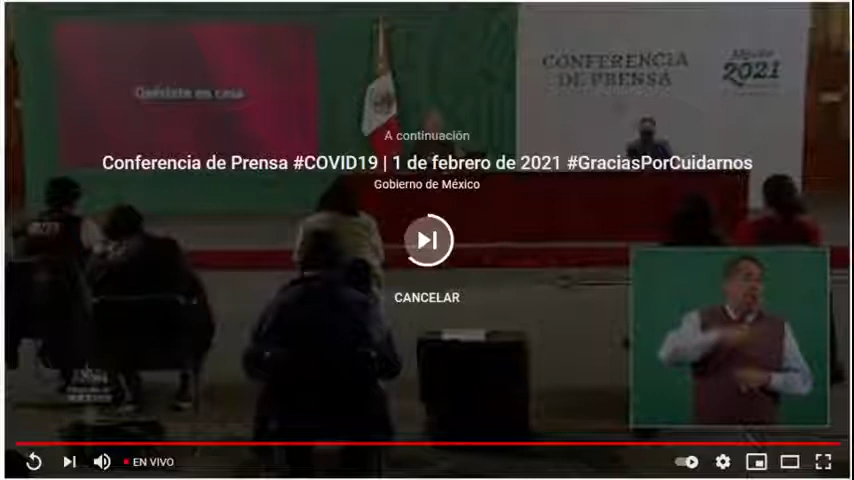 Quédate en casa
CONFERENCIA
DE PRENSA
México
2021
A continuación
Conferencia de Prensa #COVID19 | 1 de febrero de 2021 #GraciasPorCuidarnos
Gobierno de México
CANCELAR
MÉXICO
EN VIVO